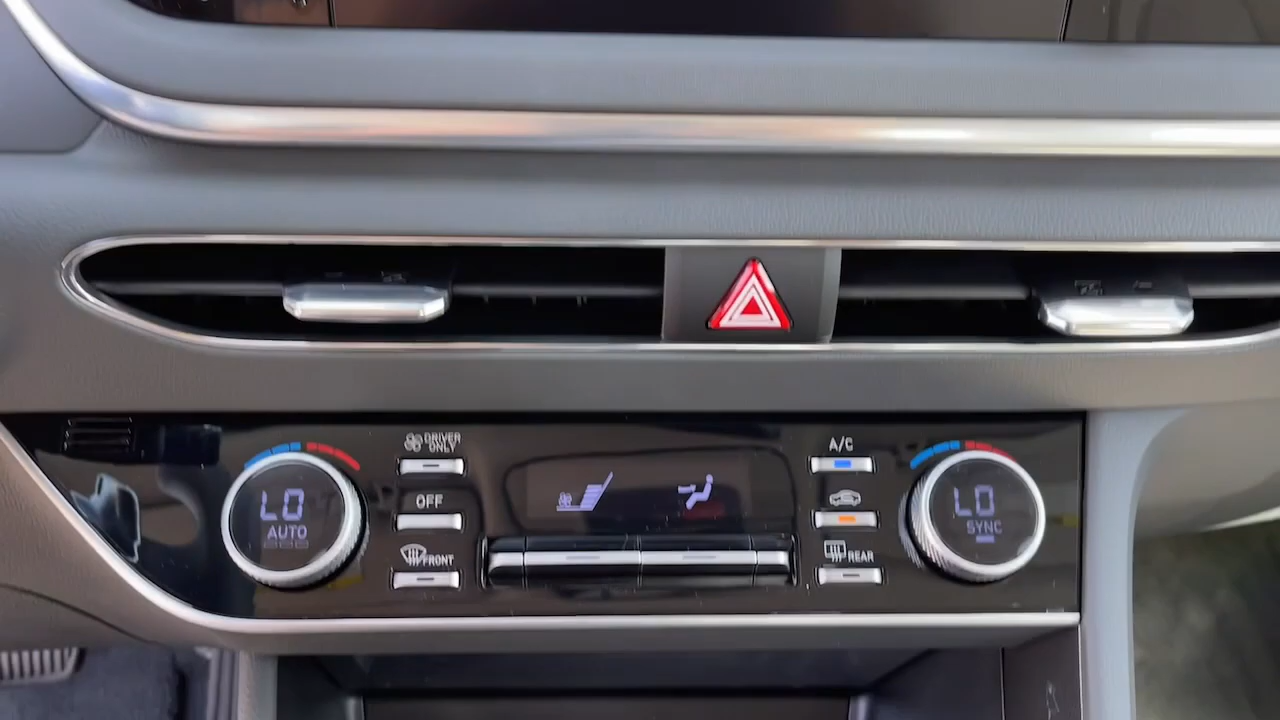 DRIVER
ONLY
A/C
LO
AUTO
OFF
LO
SYNC
FRONT
REAR